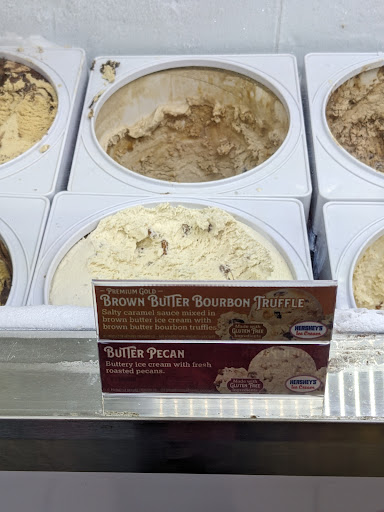 Premium Gold
Brown Butter Bourbon Truffle
Salty caramel sauce mixed in
brown butter ice cream with
brown butter bourbon truffles
Made with
Gluten Free
HERSHEY'S
Ice Cream
Butter Pecan
Buttery ice cream with fresh
roasted pecans.
Gluten Free
HERSHEY'S
Ice Cream